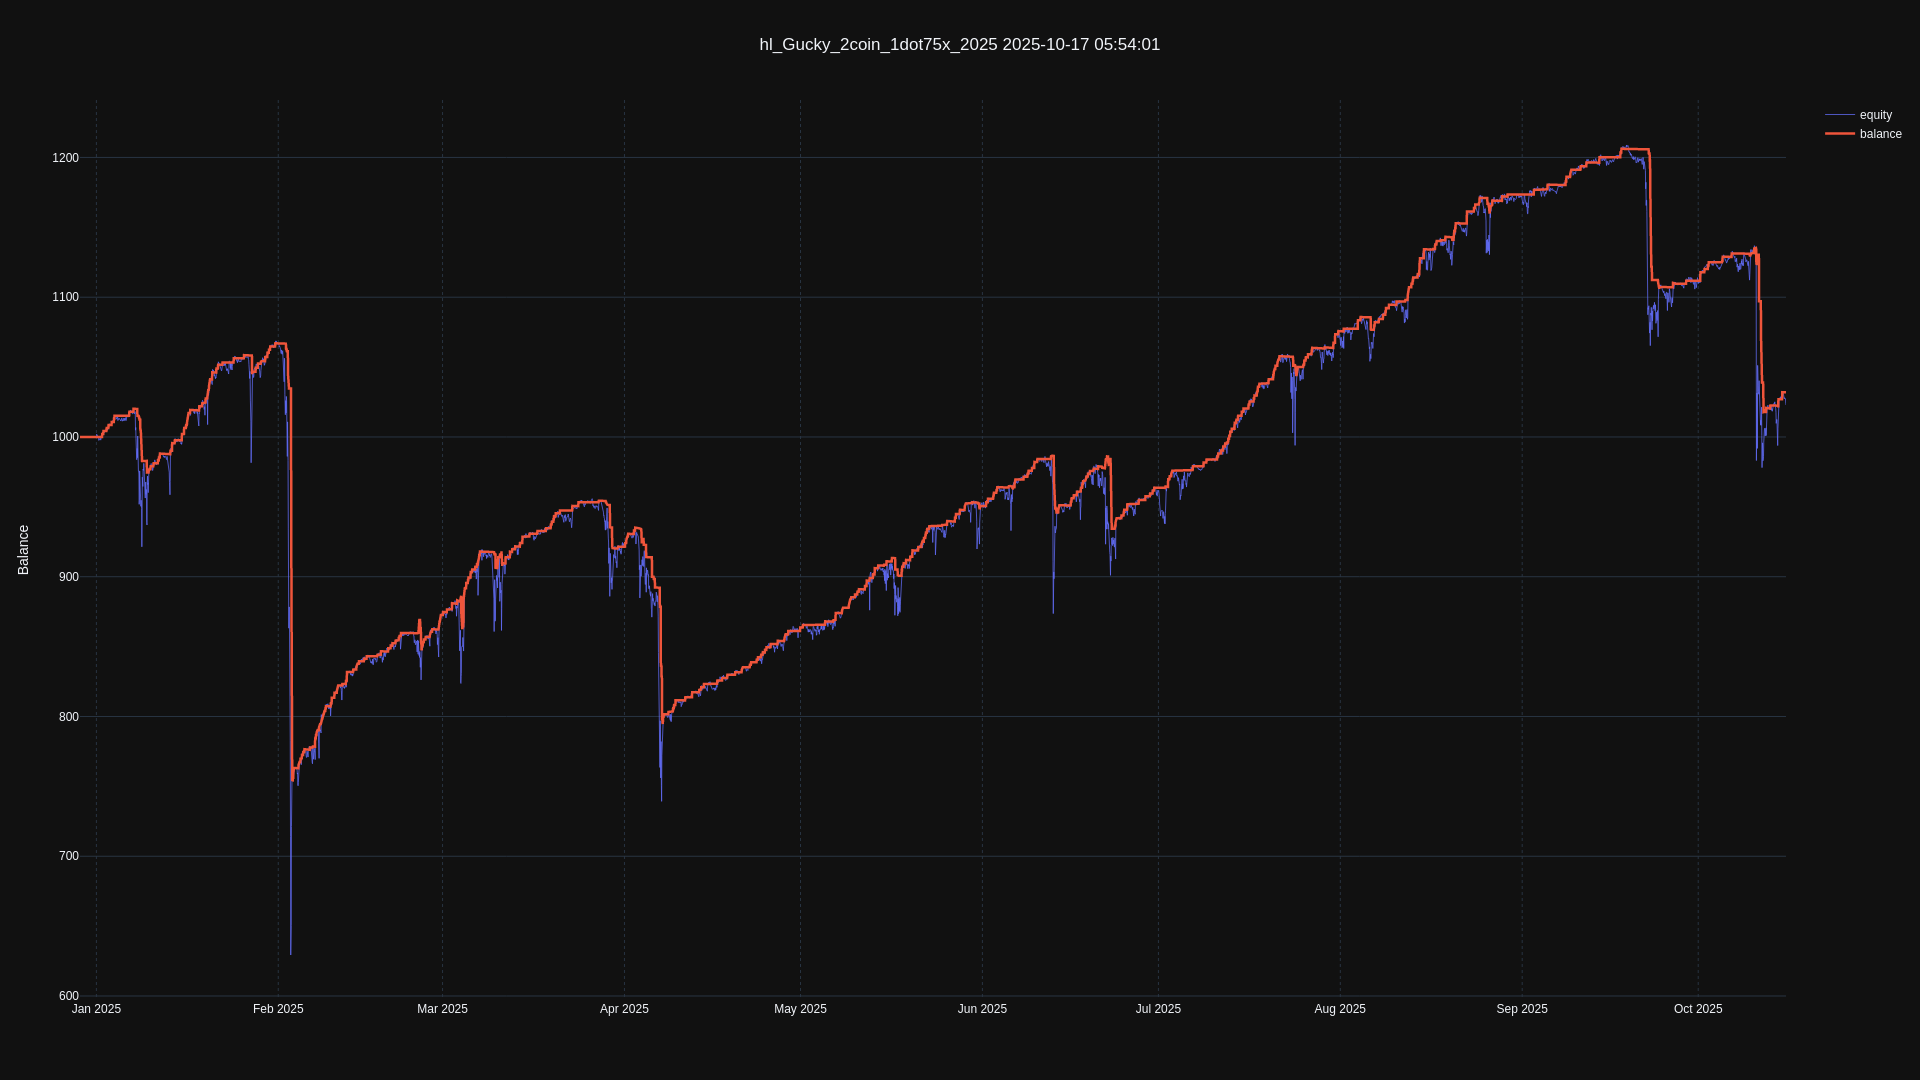 hl_Gucky_2coin_1dot75x_2025 2025-10-17 05:54:01
equity
balance
1200
1100
1000
900
800
700
600
Balance
Jan 2025
Feb 2025
Mar 2025
Apr 2025
May 2025
Jun 2025
Jul 2025
Aug 2025
Sep 2025
Oct 2025